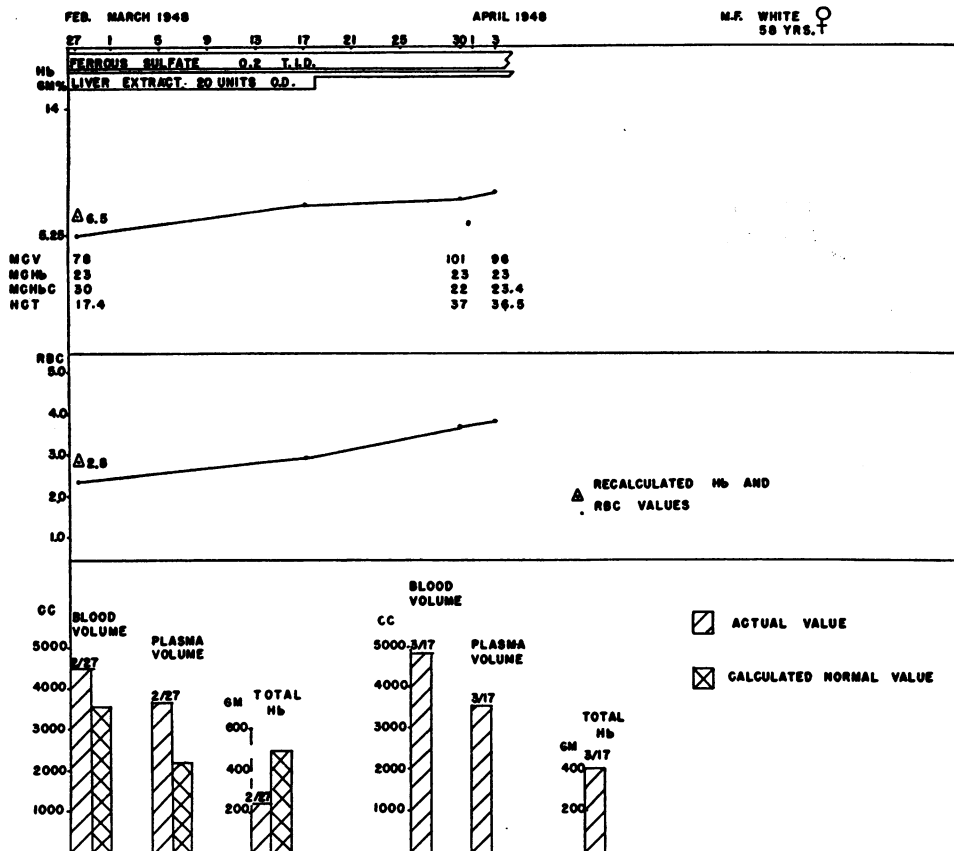 FEB. MARCH 1948 APRIL 1948 M.F. WHITE ♀
58 YRS.
27 1 5 9 13 17 21 25 30 1 3
FERROUS SULFATE 0.2 T.I.D.
Hb
GM% LIVER EXTRACT- 20 UNITS O.D.
14
6.5
5.25
MCV 78 101 96
MCHb 23 23 23
MCHbC 30 22 23.4
HCT 17.4 37 36.5
RBC
5.0
4.0
3.0 2.8
2.0
1.0
RECALCULATED Hb AND
RBC VALUES
CC BLOOD
VOLUME
5000
4000
3000
2000
1000
2/27
PLASMA
VOLUME
2/27
TOTAL
Hb
GM
600
400
200
2/27
BLOOD
VOLUME
CC
5000
4000
3000
2000
1000
3/17
PLASMA
VOLUME
3/17
TOTAL
Hb
GM
400
200
3/17
ACTUAL VALUE
CALCULATED NORMAL VALUE